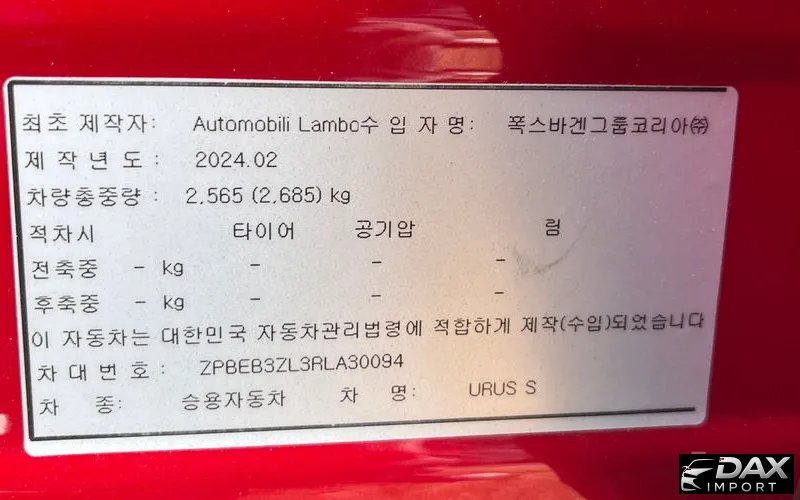 최초 제작자: Automobili Lambo수 입 자 명: 폭스바겐그룹코리아㈜
제 작 년 도 : 2024.02
차량총중량 : 2,565 (2,685) kg
적차시 타이어 공기압 림
전축중 - kg - - -
후축중 - kg - - -
이 자동차는 대한민국 자동차관리법령에 적합하게 제작(수입)되었습니다
차 대 번 호 : ZPBEB3ZL3RLA30094
차 종: 승용자동차 차 명: URUS S
DAX
IMPORT